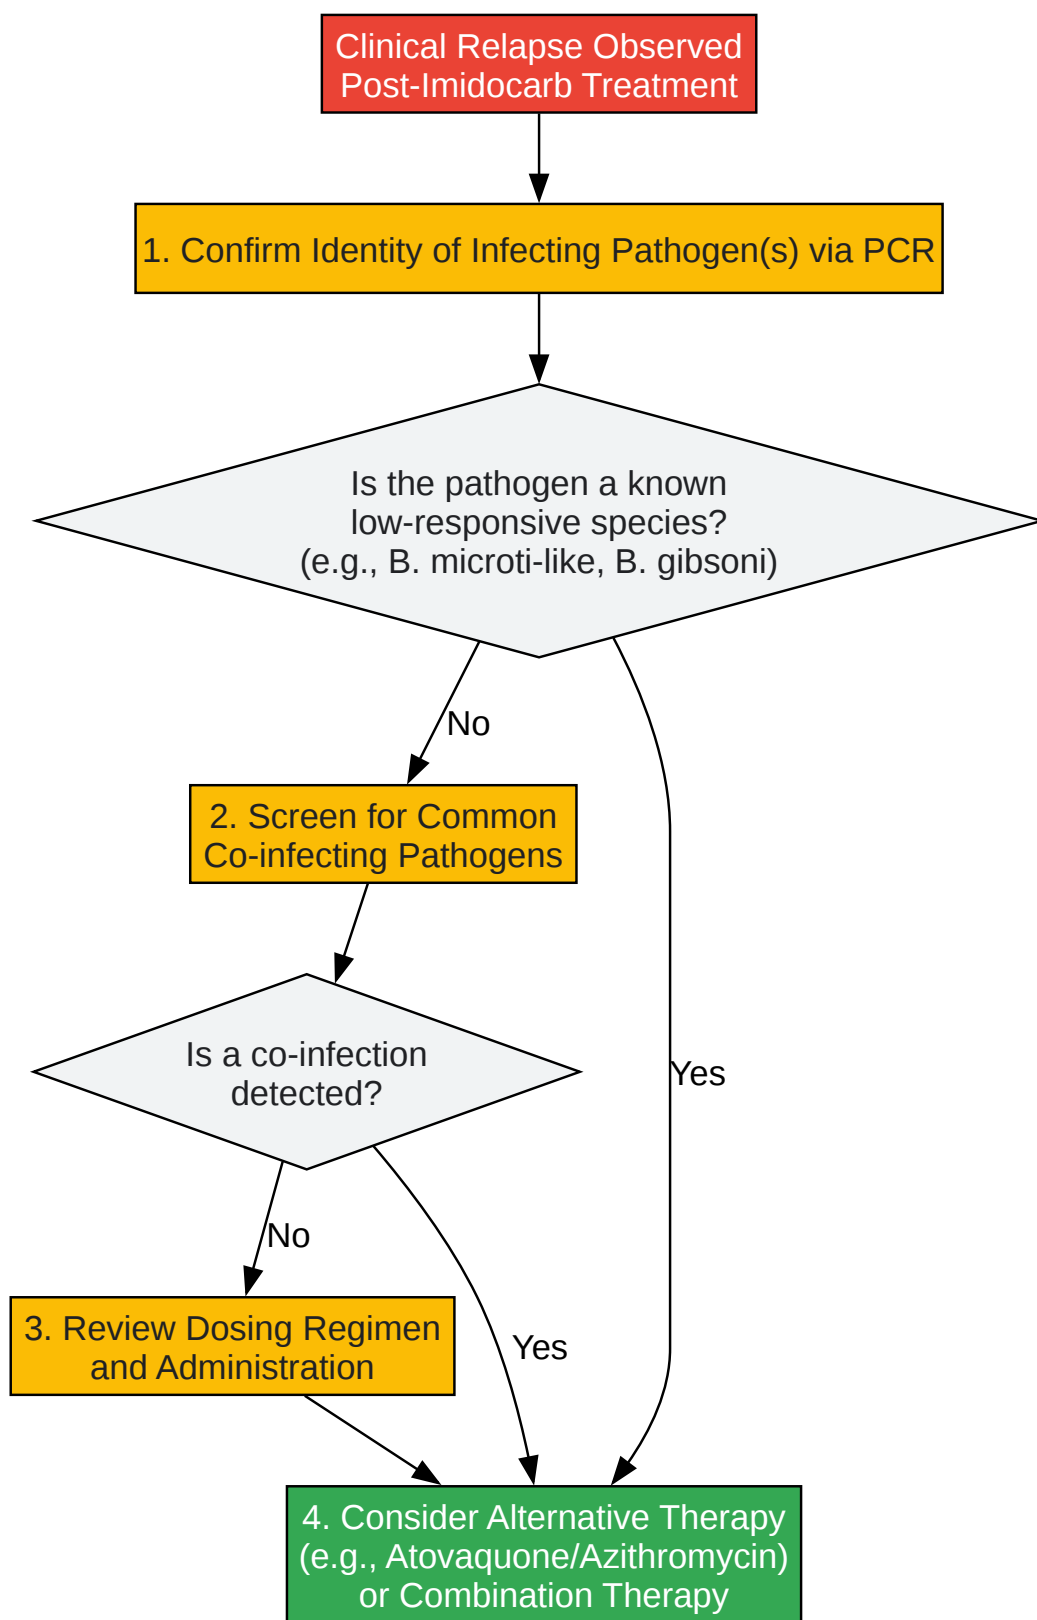 Clinical Relapse Observed
Post-Imidocarb Treatment
1. Confirm Identity of Infecting Pathogen(s) via PCR
Is the pathogen a known
low-responsive species?
(e.g., B. microti-like, B. gibsoni)
No
2. Screen for Common
Co-infecting Pathogens
Is a co-infection
detected?
Yes
No
3. Review Dosing Regimen
and Administration
Yes
4. Consider Alternative Therapy
(e.g., Atovaquone/Azithromycin)
or Combination Therapy